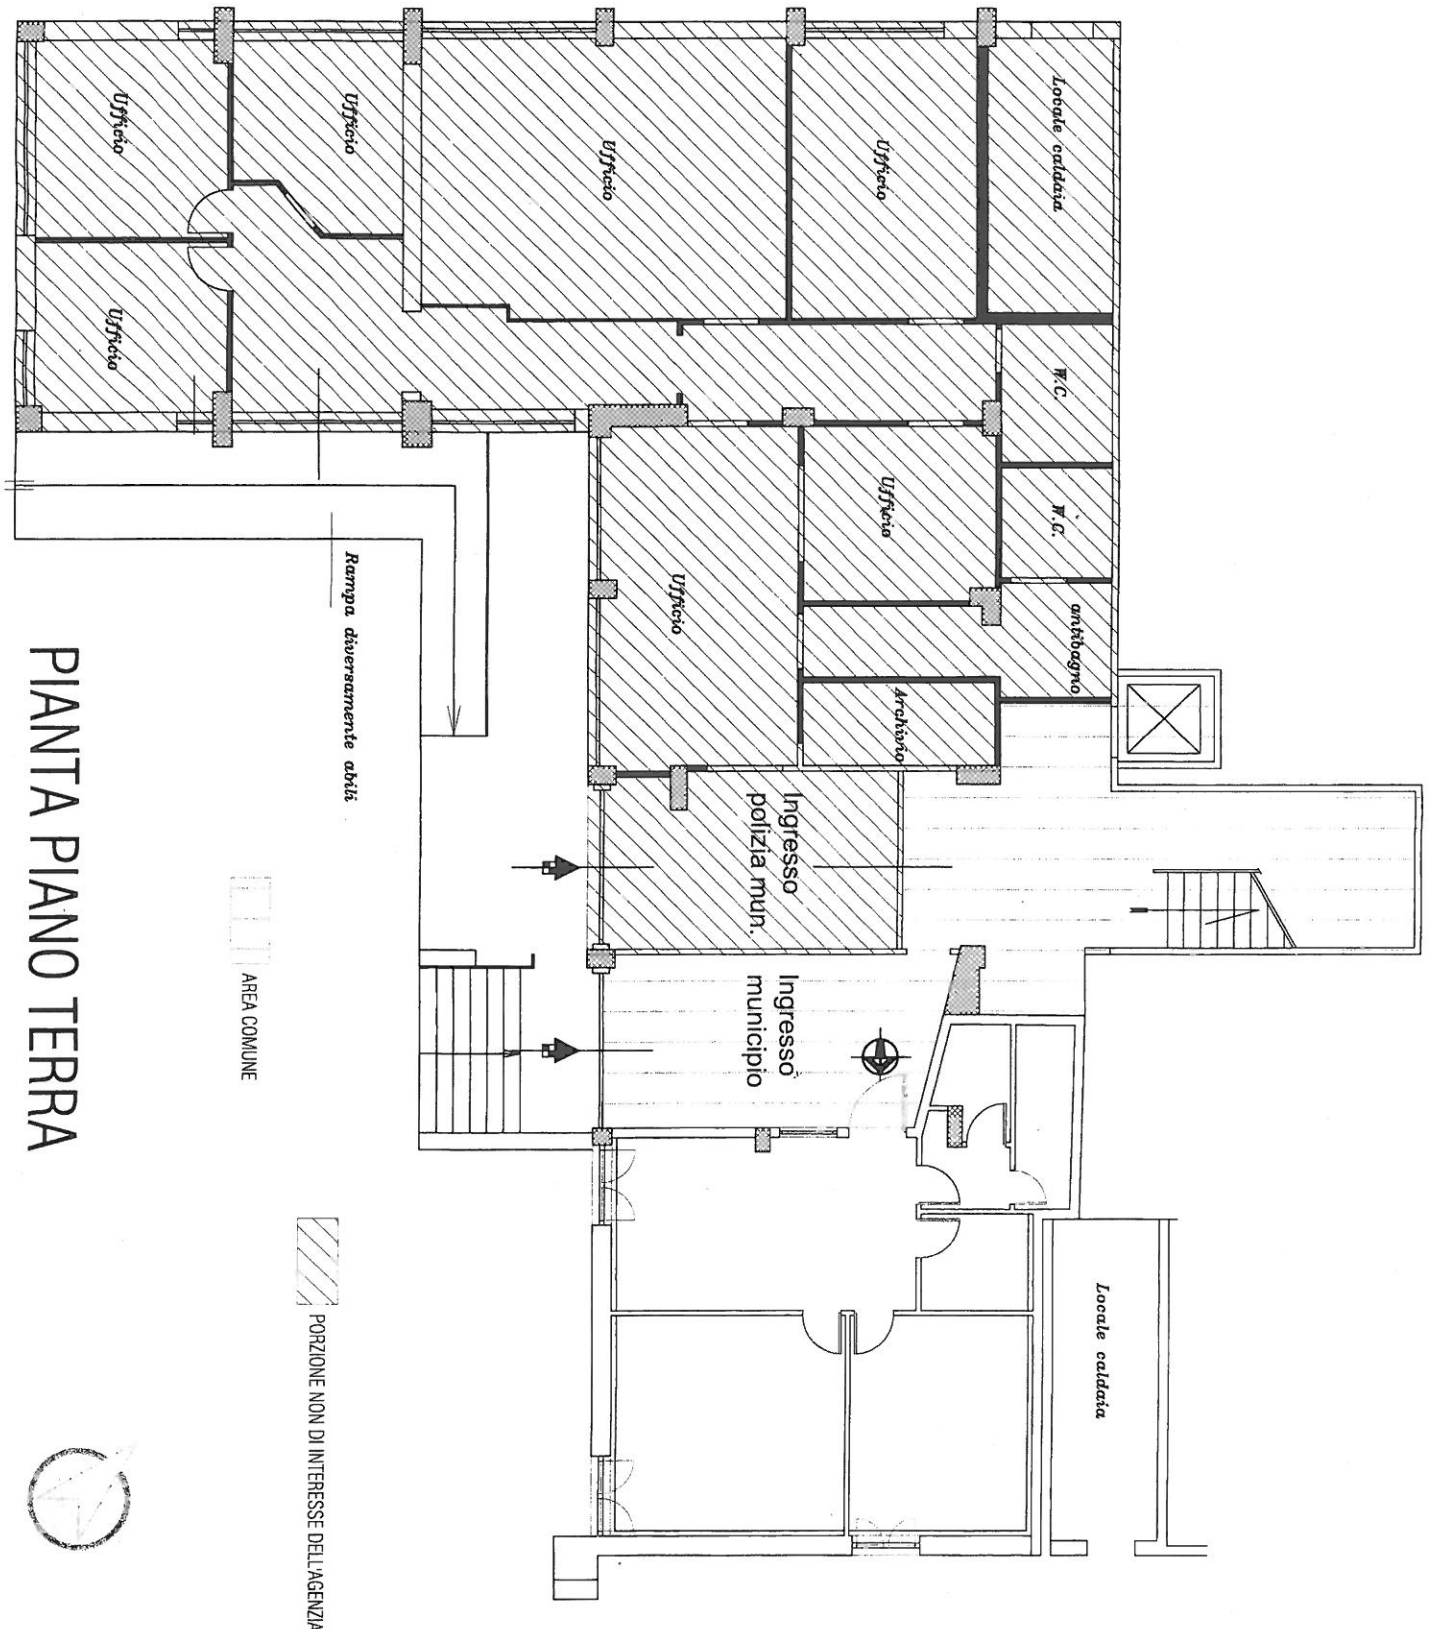 Locale caldaia
W.C.
W.C.
antibagno
Locale caldaia
Ufficio
Ufficio
Archivio
Ingresso
polizia mun.
Ingresso
municipio
Ufficio
Ufficio
Ufficio
Rampa diversamente abili
PORZIONE NON DI INTERESSE DELL'AGENZIA
AREA COMUNE
Ufficio
Ufficio
PIANTA PIANO TERRA